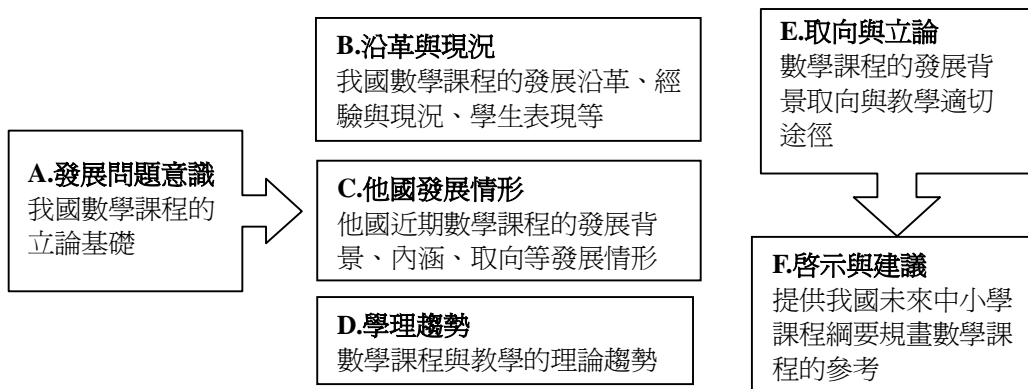 A.發展問題意識
我國數學課程的
立論基礎
B.沿革與現況
我國數學課程的發展沿革、經
驗與現況、學生表現等
C.他國發展情形
他國近期數學課程的發展背
景、內涵、取向等發展情形
D.學理趨勢
數學課程與教學的理論趨勢
E.取向與立論
數學課程的發展背
景取向與教學適切
途徑
F.啓示與建議
提供我國未來中小學
課程綱要規畫數學課
程的參考